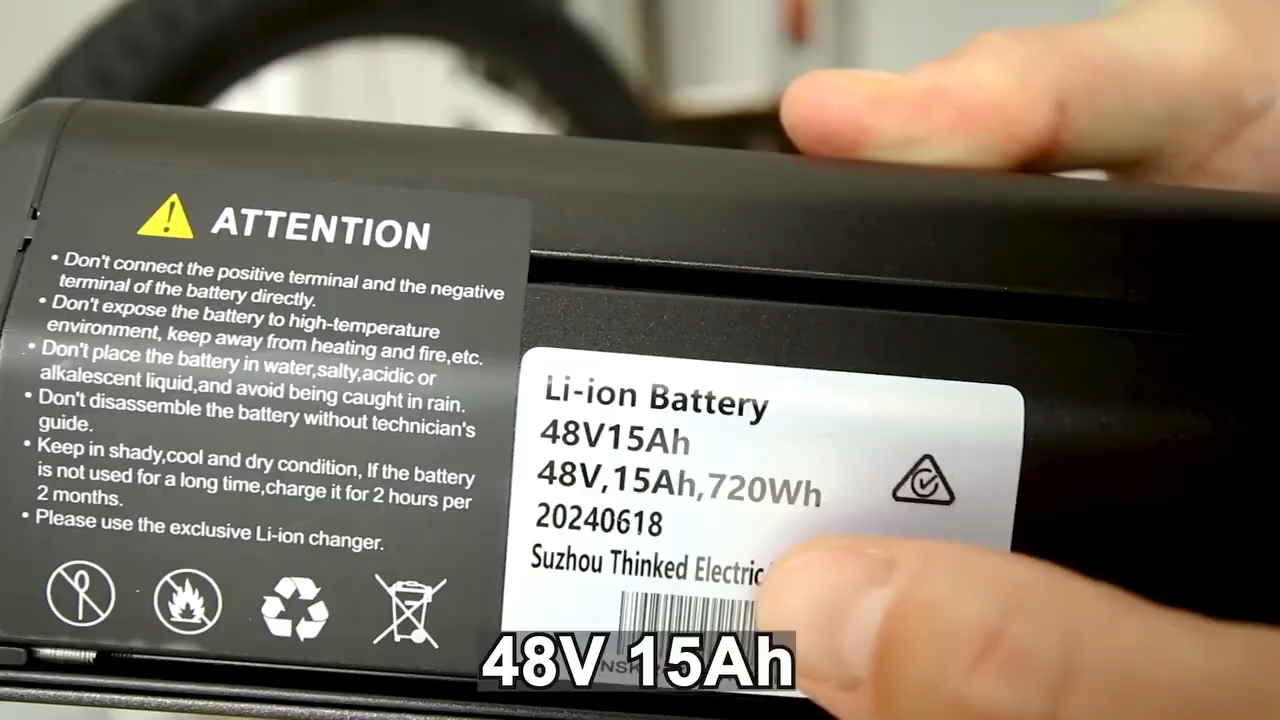 ATTENTION
• Don't connect the positive terminal and the negative
terminal of the battery directly.
• Don't expose the battery to high-temperature
environment, keep away from heating and fire,etc.
• Don't place the battery in water,salty,acidic or
alkalescent liquid,and avoid being caught in rain.
• Don't disassemble the battery without technician's
guide.
• Keep in shady,cool and dry condition, If the battery
is not used for a long time,charge it for 2 hours per
2 months.
• Please use the exclusive Li-ion changer.
Li-ion Battery
48V15Ah
48V,15Ah,720Wh
20240618
Suzhou Thinked Electric
48V 15Ah